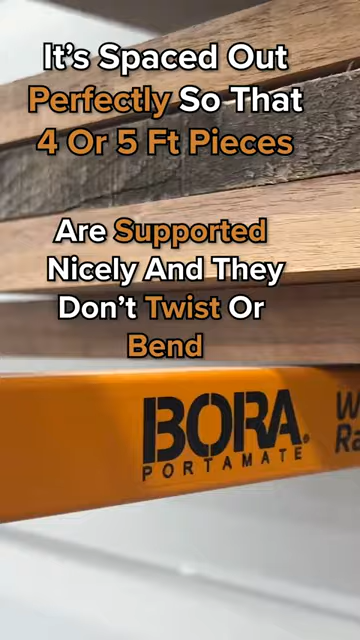 It's Spaced Out
Perfectly So That
4 Or 5 Ft Pieces
Are Supported
Nicely And They
Don't Twist Or
Bend
BORA.
PORTAMATE